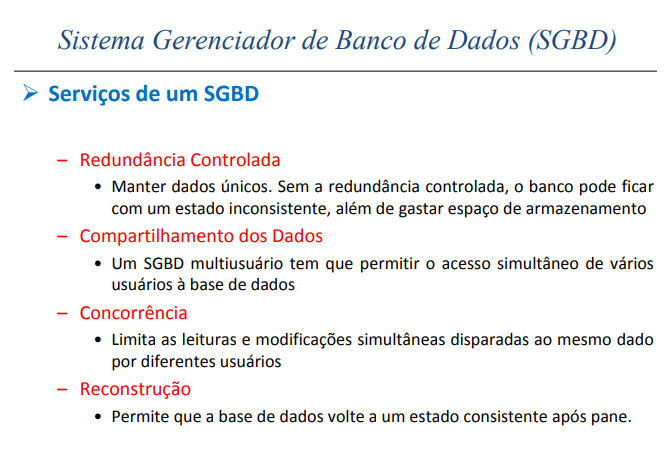 Sistema Gerenciador de Banco de Dados (SGBD)
➢ Serviços de um SGBD
– Redundância Controlada
• Manter dados únicos. Sem a redundância controlada, o banco pode ficar
com um estado inconsistente, além de gastar espaço de armazenamento
– Compartilhamento dos Dados
• Um SGBD multiusuário tem que permitir o acesso simultâneo de vários
usuários à base de dados
– Concorrência
• Limita as leituras e modificações simultâneas disparadas ao mesmo dado
por diferentes usuários
– Reconstrução
• Permite que a base de dados volte a um estado consistente após pane.